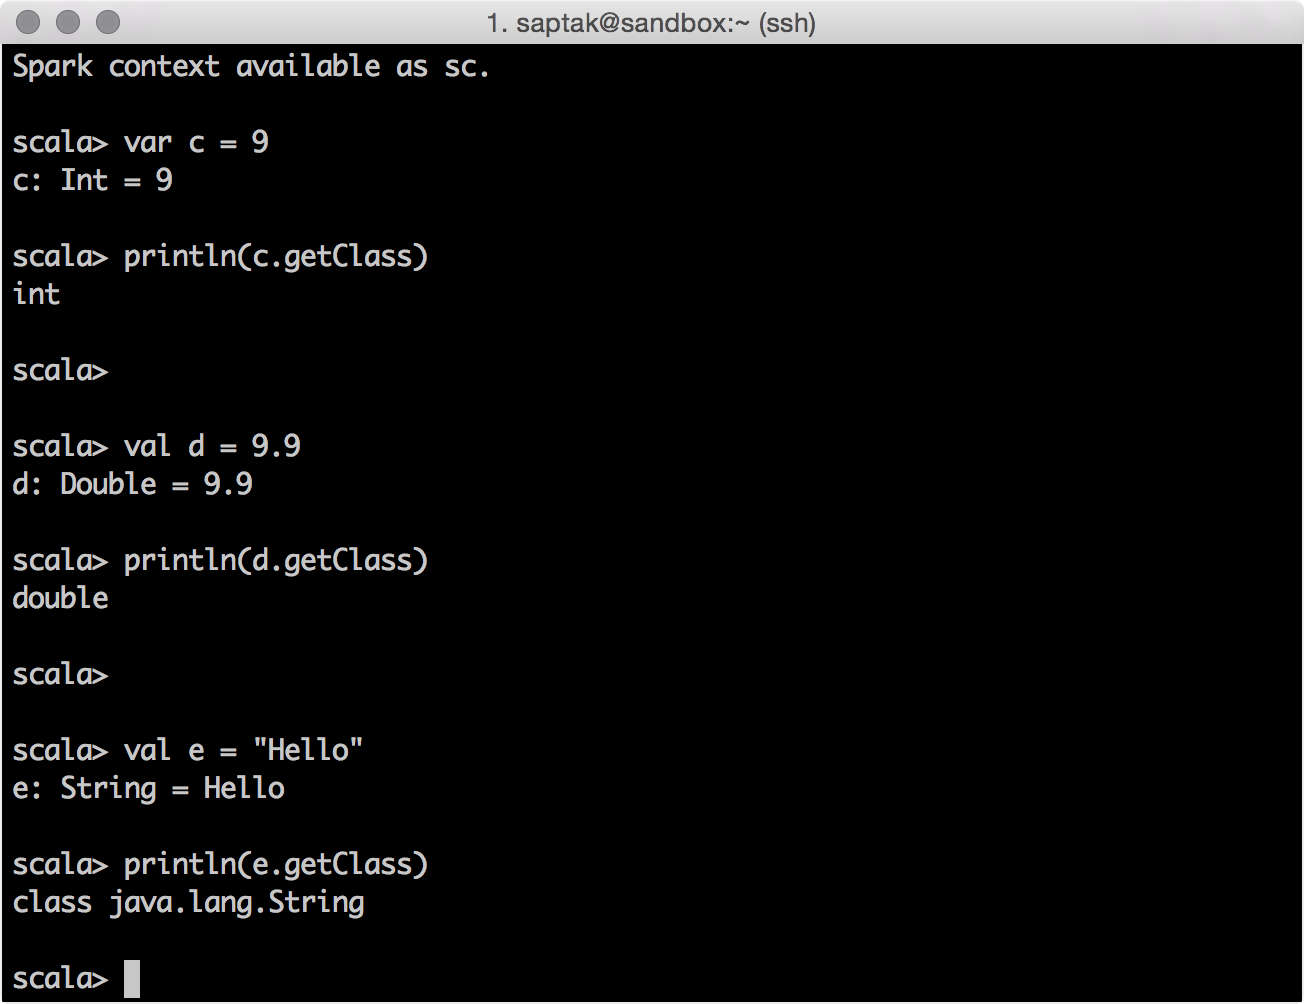 1. saptak@sandbox:~ (ssh)
Spark context available as sc.
scala> var c = 9
c: Int = 9
scala> println(c.getClass)
int
scala>
scala> val d = 9.9
d: Double = 9.9
scala> println(d.getClass)
double
scala>
scala> val e = "Hello"
e: String = Hello
scala> println(e.getClass)
class java.lang.String
scala>